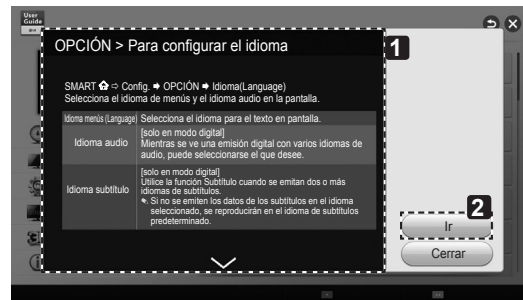 User
Guide
OPCIÓN > Para configurar el idioma
1
SMART ⇨ Config. ➡ OPCIÓN ➡ Idioma(Language)
Selecciona el idioma de menús y el idioma audio en la pantalla.
Idioma menús (Language) Selecciona el idioma para el texto en pantalla.
Idioma audio
[solo en modo digital]
Mientras se ve una emisión digital con varios idiomas de
audio, puede seleccionarse el que desee.
Idioma subtítulo
[solo en modo digital]
Utilice la función Subtítulo cuando se emitan dos o más
idiomas de subtítulos.
Si no se emiten los datos de los subtítulos en el idioma
seleccionado, se reproducirán en el idioma de subtítulos
predeterminado.
2
Ir
Cerrar